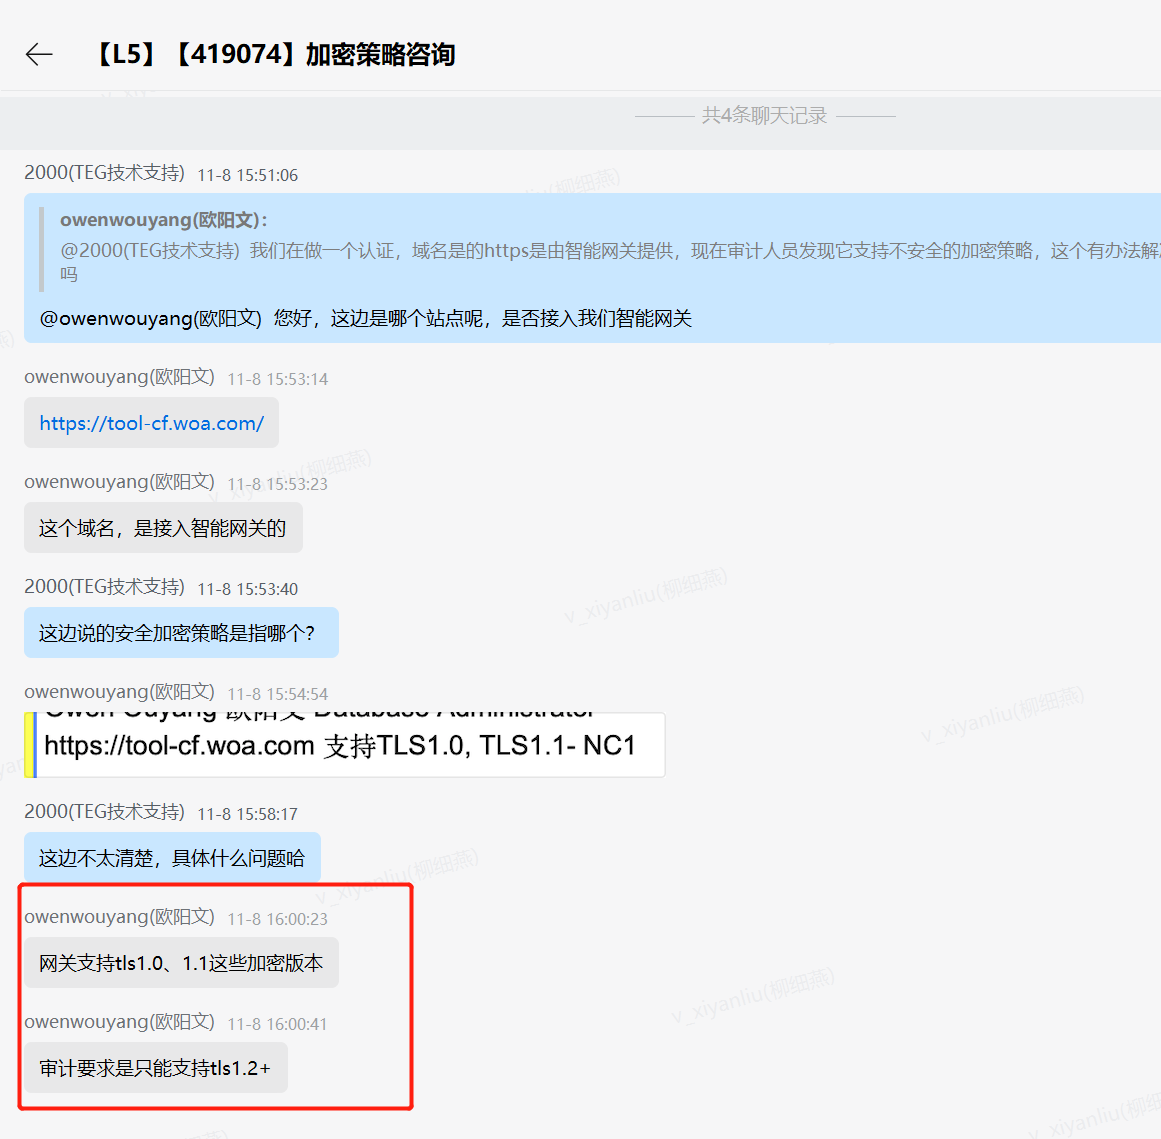 【L5】【419074】加密策略咨询
共4条聊天记录
2000(TEG技术支持) 11-8 15:51:06
owenwouyang(欧阳文):
@2000(TEG技术支持) 我们在做一个认证，域名是的https是由智能网关提供，现在审计人员发现它支持不安全的加密策略，这个有办法解
吗
@owenwouyang(欧阳文) 您好，这边是哪个站点呢，是否接入我们智能网关
owenwouyang(欧阳文) 11-8 15:53:14
https://tool-cf.woa.com/
owenwouyang(欧阳文) 11-8 15:53:23
这个域名，是接入智能网关的
2000(TEG技术支持) 11-8 15:53:40
这边说的安全加密策略是指哪个？
owenwouyang(欧阳文) 11-8 15:54:54
Owen Ouyang 欧阳文 Database Administrator
https://tool-cf.woa.com 支持TLS1.0, TLS1.1- NC1
2000(TEG技术支持) 11-8 15:58:17
这边不太清楚，具体什么问题哈
owenwouyang(欧阳文) 11-8 16:00:23
网关支持tls1.0、1.1这些加密版本
owenwouyang(欧阳文) 11-8 16:00:41
审计要求是只能支持tls1.2+
v_xiyanliu(柳细燕)